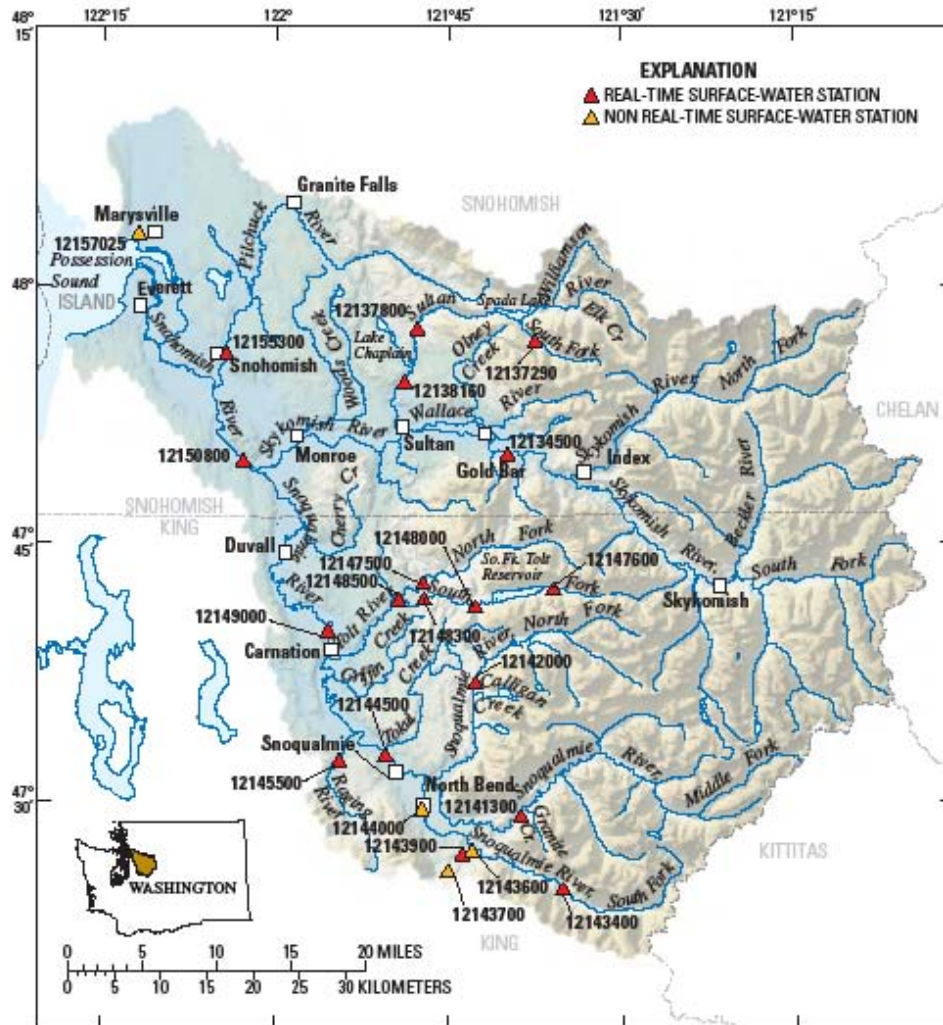 48°
15'
122°15'
122°
121°45'
121°30'
121°15'
EXPLANATION
REAL-TIME SURFACE-WATER STATION
NON REAL-TIME SURFACE-WATER STATION
Granite Falls
SNOHOMISH
Marysville
12157025
Pilchuck
River
Possession
Sound
ISLAND
Everett
48°
Williamson
12137800
Sultan
Spada Lake
River
Elk Cr
Snohomish
12155300
Snohomish
Woods Creek
Lake
Chaplain
Olney
Creek
South Fork
12137290
North Fork
12138160
River
River
CHELAN
Wallace
River
Skykomish
River
Sultan
12134500
Skykomish
Monroe
Gold Bar
Index
12150800
Cherry Cr
Skykomish
River,
Beckler River
SNOHOMISH
KING
Snoqualmie
47°
45'
Duvall
12148000
North Fork
12147500
So.Fk. Tolt
Reservoir
12147600
12148500
South
Fork
South Fork
River
Skykomish
12149000
Tolt River
12148300
River, North Fork
Carnation
Griffin
Creek
Creek
12142000
Calligan
Creek
12144500
Tokul
Snoqualmie
Snoqualmie
Snoqualmie
River,
Middle Fork
12145500
Raging
River
North Bend
12141300
47°
30'
12144000
Granite
Cr.
12143900
Snoqualmie River,
South Fork
KITTITAS
12143600
WASHINGTON
12143700
12143400
KING
0 5 10 15 20 MILES
0 5 10 15 20 25 30 KILOMETERS